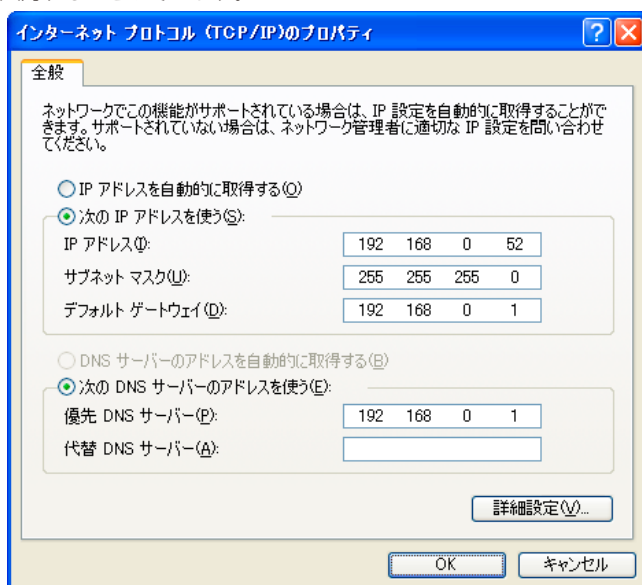 インターネット プロトコル (TCP/IP)のプロパティ
全般
ネットワークでこの機能がサポートされている場合は、IP 設定を自動的に取得することがで
きます。サポートされていない場合は、ネットワーク管理者に適切な IP 設定を問い合わせ
てください。
IP アドレスを自動的に取得する(O)
次の IP アドレスを使う(S):
IP アドレス(I): 192 168 0 52
サブネット マスク(U): 255 255 255 0
デフォルト ゲートウェイ(D): 192 168 0 1
DNS サーバーのアドレスを自動的に取得する(B)
次の DNS サーバーのアドレスを使う(E):
優先 DNS サーバー(P): 192 168 0 1
代替 DNS サーバー(A):
詳細設定(V)...
OK キャンセル